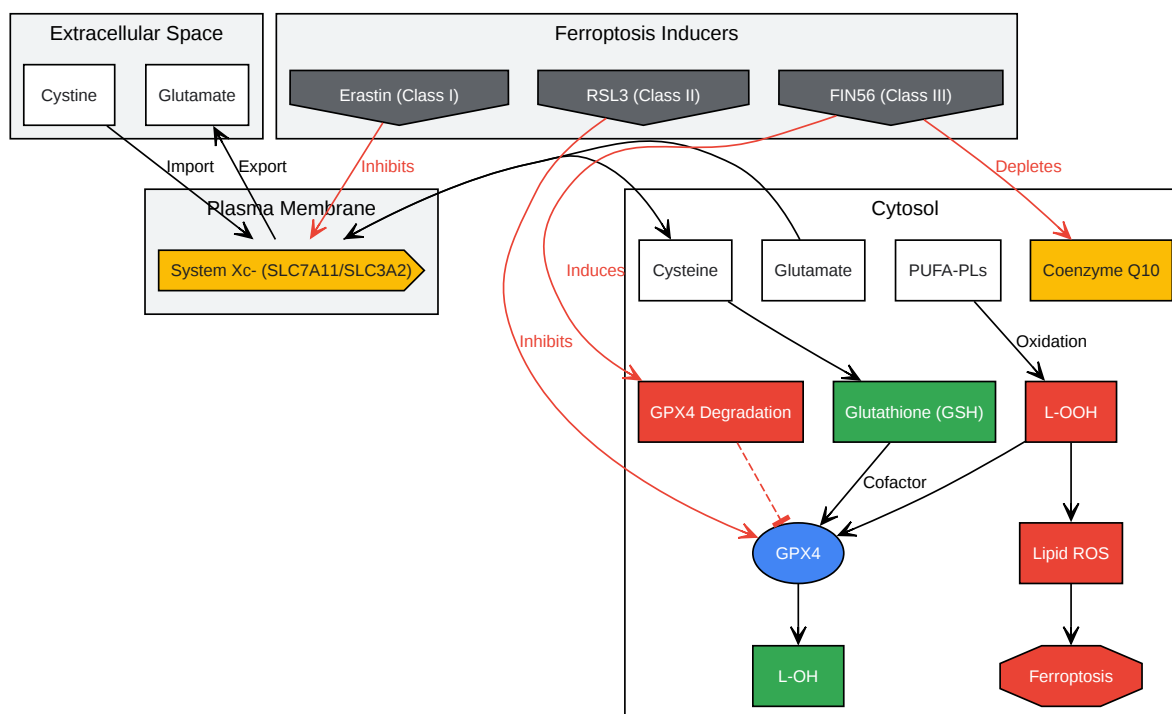 Extracellular Space
Ferroptosis Inducers
Cystine
Glutamate
Erastin (Class I)
RSL3 (Class II)
FIN56 (Class III)
Import
Export
Inhibits
Depletes
Plasma Membrane
Cytosol
System Xc- (SLC7A11/SLC3A2)
Induces
Cysteine
Glutamate
PUFA-PLs
Coenzyme Q10
Inhibits
Oxidation
GPX4 Degradation
Glutathione (GSH)
L-OOH
Cofactor
GPX4
Lipid ROS
L-OH
Ferroptosis